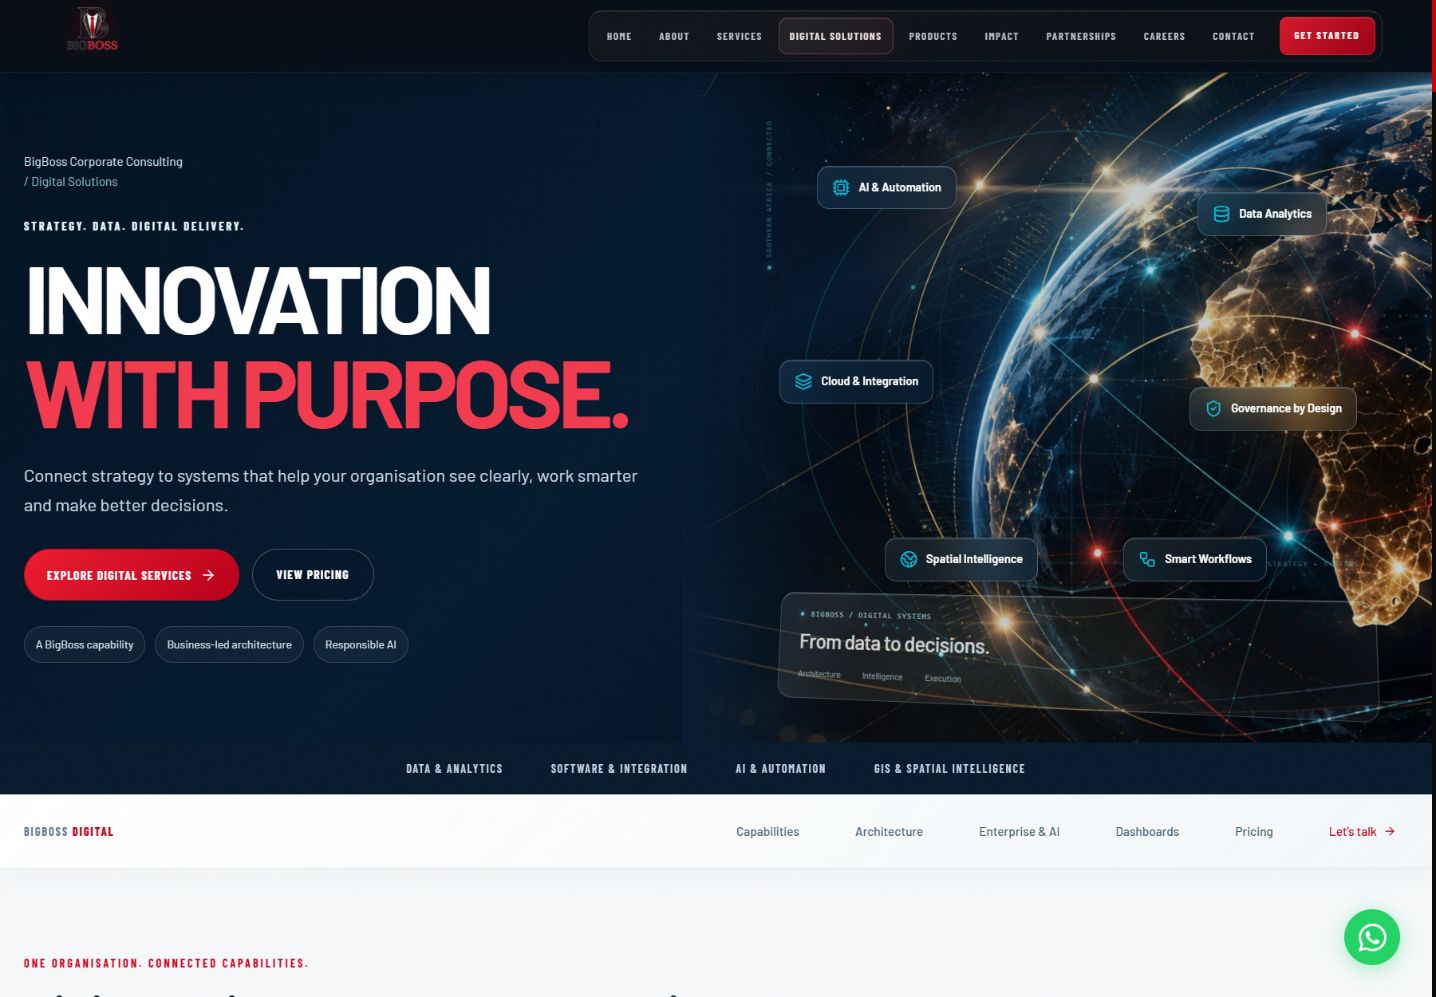 BIGBOSS
HOME
ABOUT
SERVICES
DIGITAL SOLUTIONS
PRODUCTS
IMPACT
PARTNERSHIPS
CAREERS
CONTACT
GET STARTED
BigBoss Corporate Consulting
/ Digital Solutions
STRATEGY. DATA. DIGITAL DELIVERY.
INNOVATION
WITH PURPOSE.
Connect strategy to systems that help your organisation see clearly, work smarter
and make better decisions.
EXPLORE DIGITAL SERVICES
VIEW PRICING
A BigBoss capability
Business-led architecture
Responsible AI
SOUTHERN AFRICA / CONNECTED
AI & Automation
Data Analytics
Cloud & Integration
Governance by Design
Spatial Intelligence
Smart Workflows
STRATEGY +
BIGBOSS / DIGITAL SYSTEMS
From data to decisions.
Architecture
Intelligence
Execution
DATA & ANALYTICS
SOFTWARE & INTEGRATION
AI & AUTOMATION
GIS & SPATIAL INTELLIGENCE
BIGBOSS DIGITAL
Capabilities
Architecture
Enterprise & AI
Dashboards
Pricing
Let's talk
ONE ORGANISATION. CONNECTED CAPABILITIES.